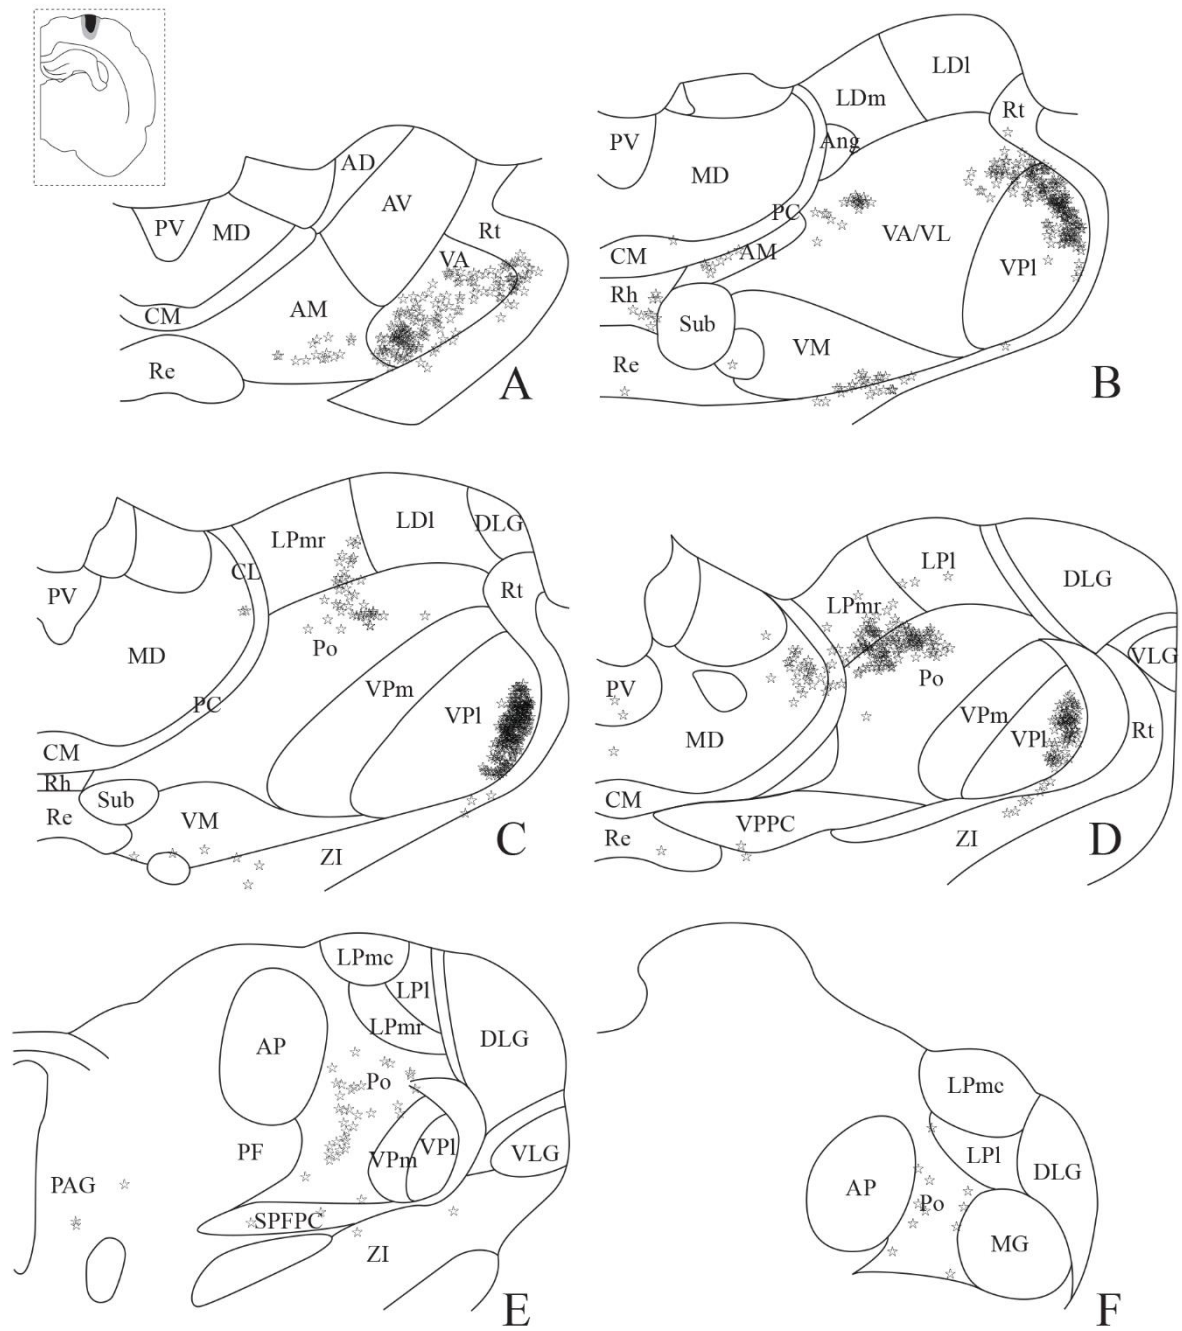 AD
AV
PV
MD
Rt
VA
CM
AM
Re
A
LDl
LDm
Rt
PV
Ang
MD
PC
VA/VL
CM
AM
VPl
Rh
Sub
VM
Re
B
LPmr
LDl
DLG
CL
Rt
PV
Po
MD
VPm
PC
VPl
CM
Rh
Sub
Re
VM
ZI
C
LPl
DLG
LPmr
VLG
PV
Po
VPm
MD
VPl
Rt
CM
VPPC
Re
ZI
D
LPmc
LPl
LPmr
AP
DLG
Po
PF
VPm
VPl
VLG
PAG
SPFPC
ZI
E
LPmc
LPl
DLG
AP
Po
MG
F